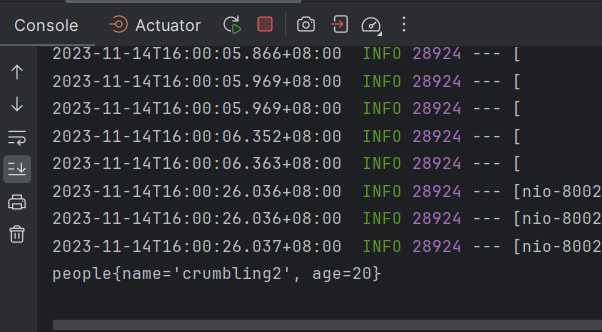 Console Actuator
2023-11-14T16:00:05.866+08:00 INFO 28924 --- [
2023-11-14T16:00:05.969+08:00 INFO 28924 --- [
2023-11-14T16:00:05.969+08:00 INFO 28924 --- [
2023-11-14T16:00:06.352+08:00 INFO 28924 --- [
2023-11-14T16:00:06.363+08:00 INFO 28924 --- [
2023-11-14T16:00:26.036+08:00 INFO 28924 --- [nio-8002
2023-11-14T16:00:26.036+08:00 INFO 28924 --- [nio-8002
2023-11-14T16:00:26.037+08:00 INFO 28924 --- [nio-8002
people{name='crumbling2', age=20}